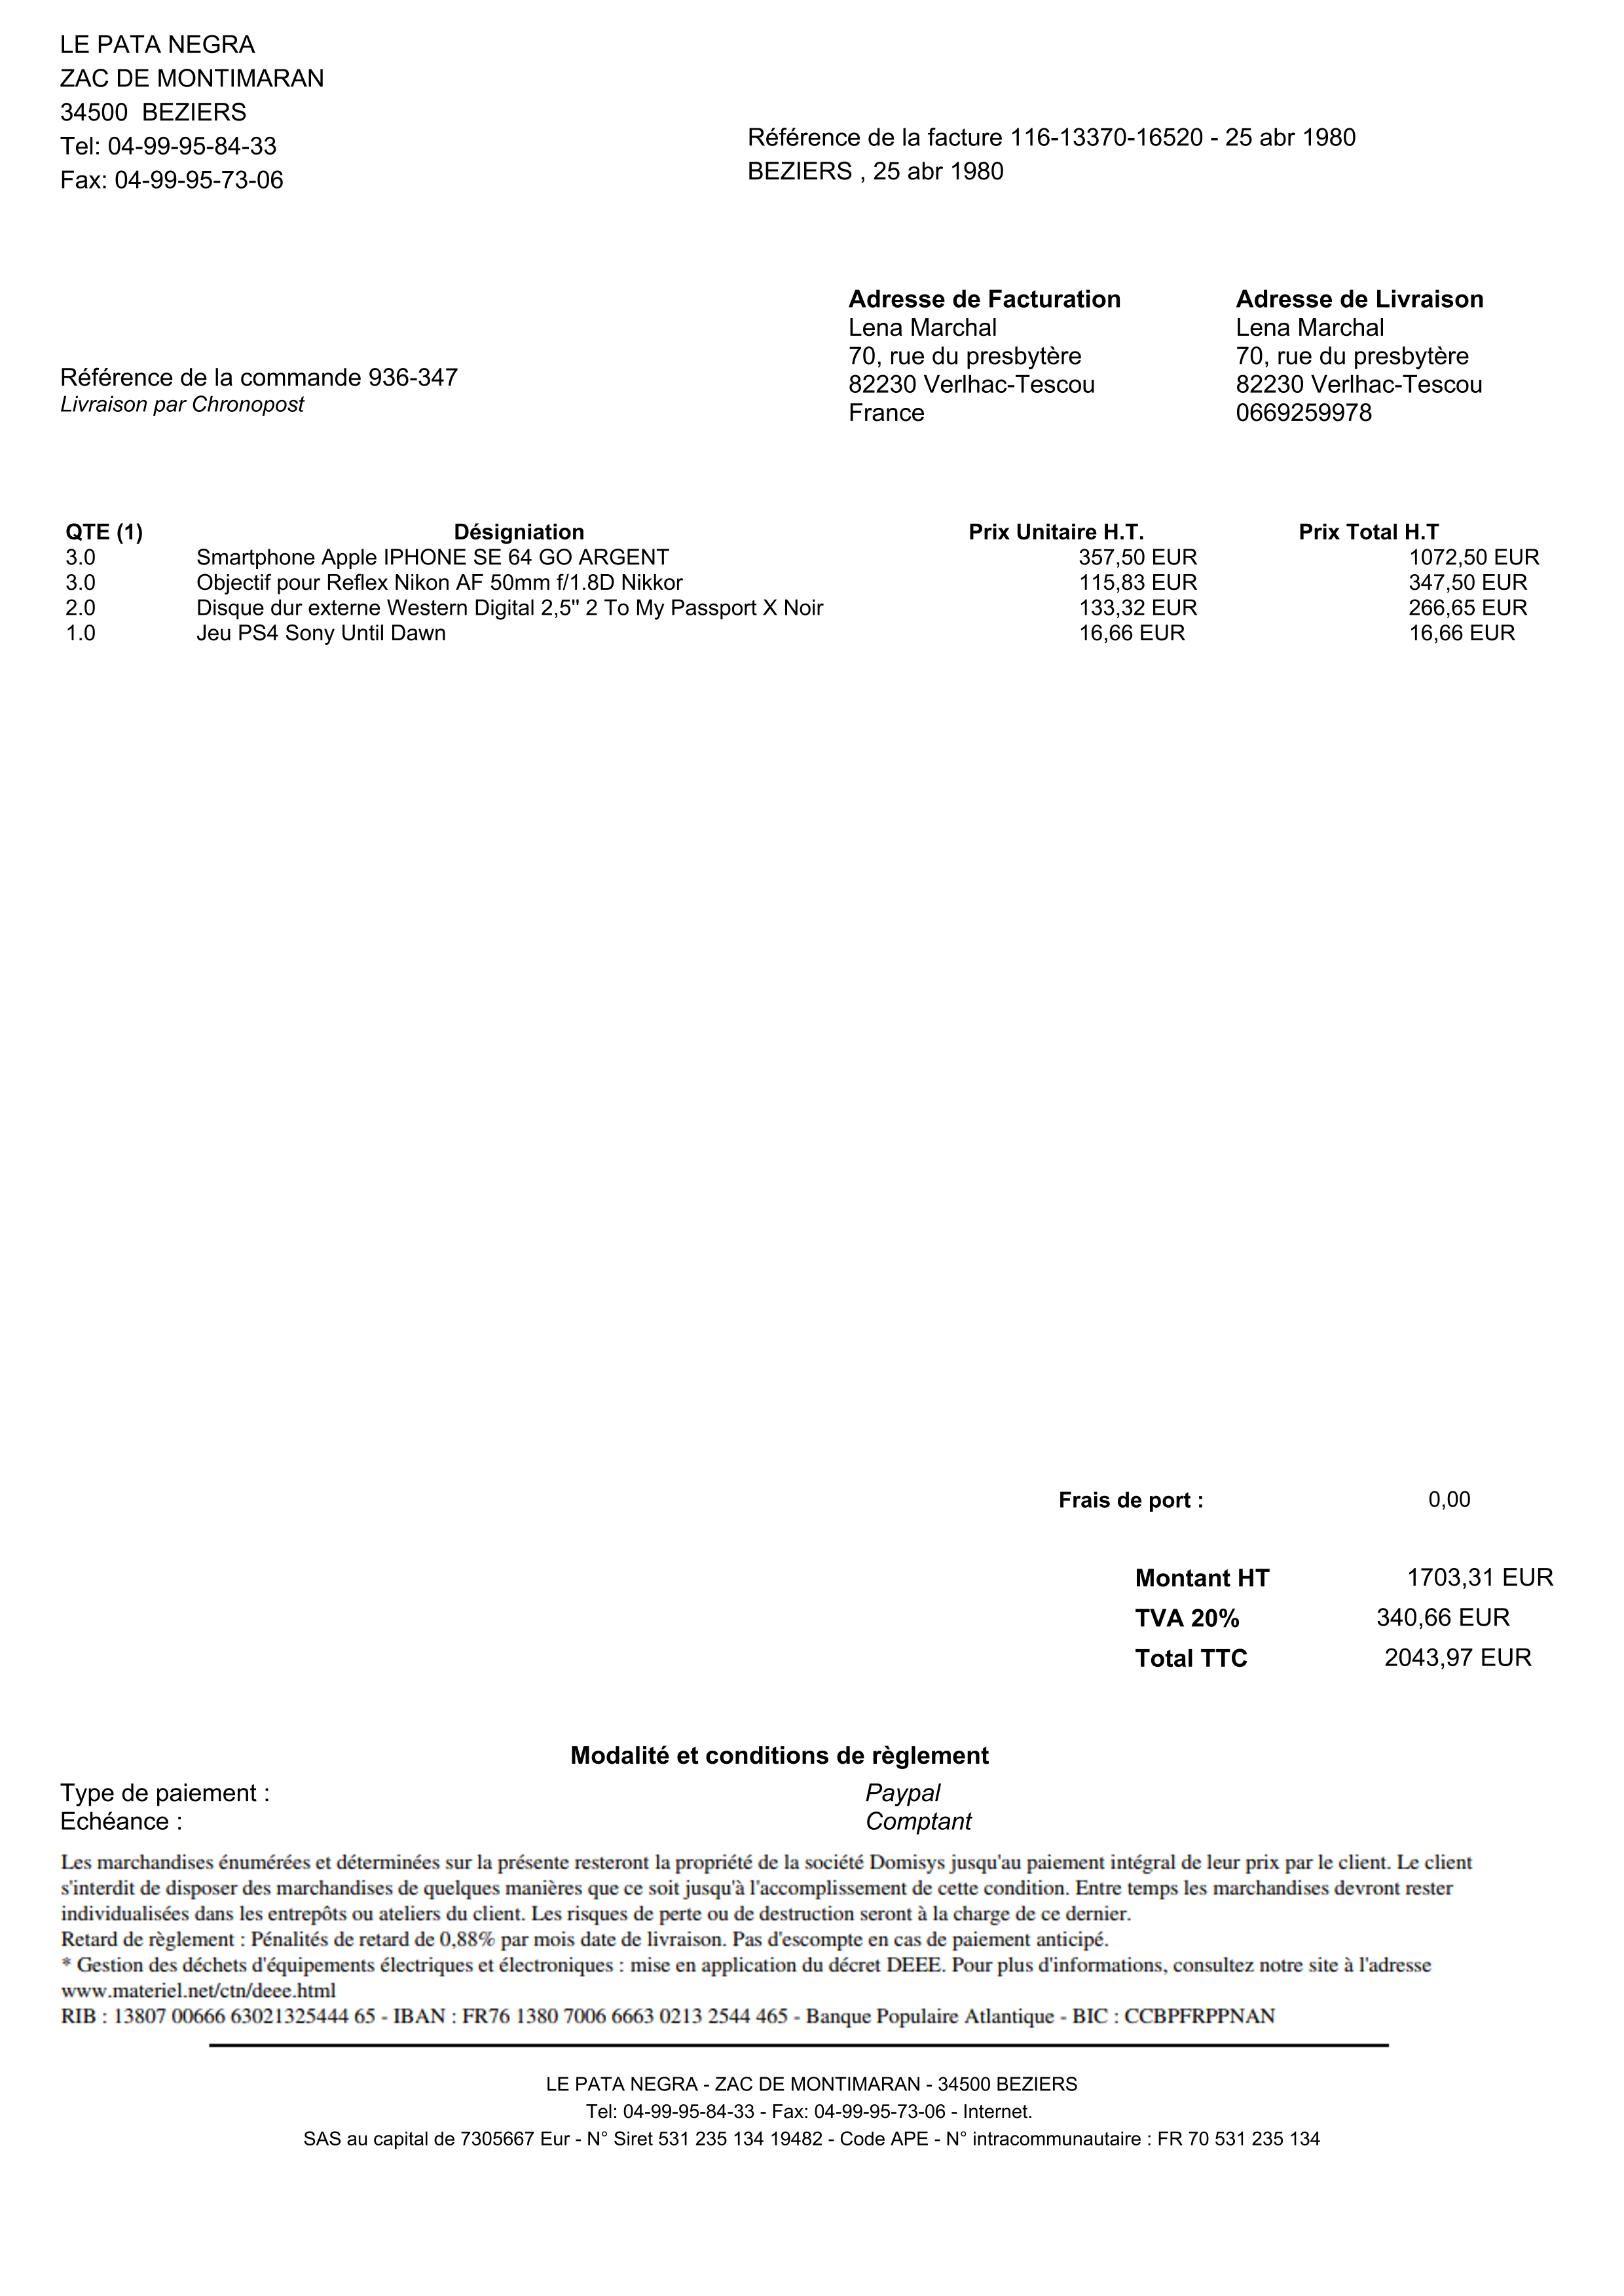 LE PATA NEGRA
ZAC DE MONTIMARAN
34500  BEZIERS
Tel: 04-99-95-84-33
Fax: 04-99-95-73-06
Référence de la facture 116-13370-16520 - 25 abr 1980
BEZIERS , 25 abr 1980
Référence de la commande 936-347
Livraison par Chronopost
Adresse de Facturation
Lena Marchal
70, rue du presbytère
82230 Verlhac-Tescou
France
Adresse de Livraison
Lena Marchal
70, rue du presbytère
82230 Verlhac-Tescou
0669259978
QTE (1) Désigniation Prix Unitaire H.T. Prix Total H.T
3.0 Smartphone Apple IPHONE SE 64 GO ARGENT 357,50 EUR 1072,50 EUR
3.0 Objectif pour Reflex Nikon AF 50mm f/1.8D Nikkor 115,83 EUR 347,50 EUR
2.0 Disque dur externe Western Digital 2,5" 2 To My Passport X Noir 133,32 EUR 266,65 EUR
1.0 Jeu PS4 Sony Until Dawn 16,66 EUR 16,66 EUR
Frais de port : 0,00
Montant HT 1703,31 EUR
TVA 20% 340,66 EUR
Total TTC 2043,97 EUR
Modalité et conditions de règlement
Type de paiement : Paypal
Echéance : Comptant
Les marchandises énumérées et déterminées sur la présente resteront la propriété de la société Domisys jusqu'au paiement intégral de leur prix par le client. Le client
s'interdit de disposer des marchandises de quelques manières que ce soit jusqu'à l'accomplissement de cette condition. Entre temps les marchandises devront rester
individualisées dans les entrepôts ou ateliers du client. Les risques de perte ou de destruction seront à la charge de ce dernier.
Retard de règlement : Pénalités de retard de 0,88% par mois date de livraison. Pas d'escompte en cas de paiement anticipé.
* Gestion des déchets d'équipements électriques et électroniques : mise en application du décret DEEE. Pour plus d'informations, consultez notre site à l'adresse
www.materiel.net/ctn/deee.html
RIB : 13807 00666 63021325444 65 - IBAN : FR76 1380 7006 6663 0213 2544 465 - Banque Populaire Atlantique - BIC : CCBPFRPPNAN
LE PATA NEGRA - ZAC DE MONTIMARAN - 34500 BEZIERS
Tel: 04-99-95-84-33 - Fax: 04-99-95-73-06 - Internet.
SAS au capital de 7305667 Eur - N° Siret 531 235 134 19482 - Code APE - N° intracommunautaire : FR 70 531 235 134